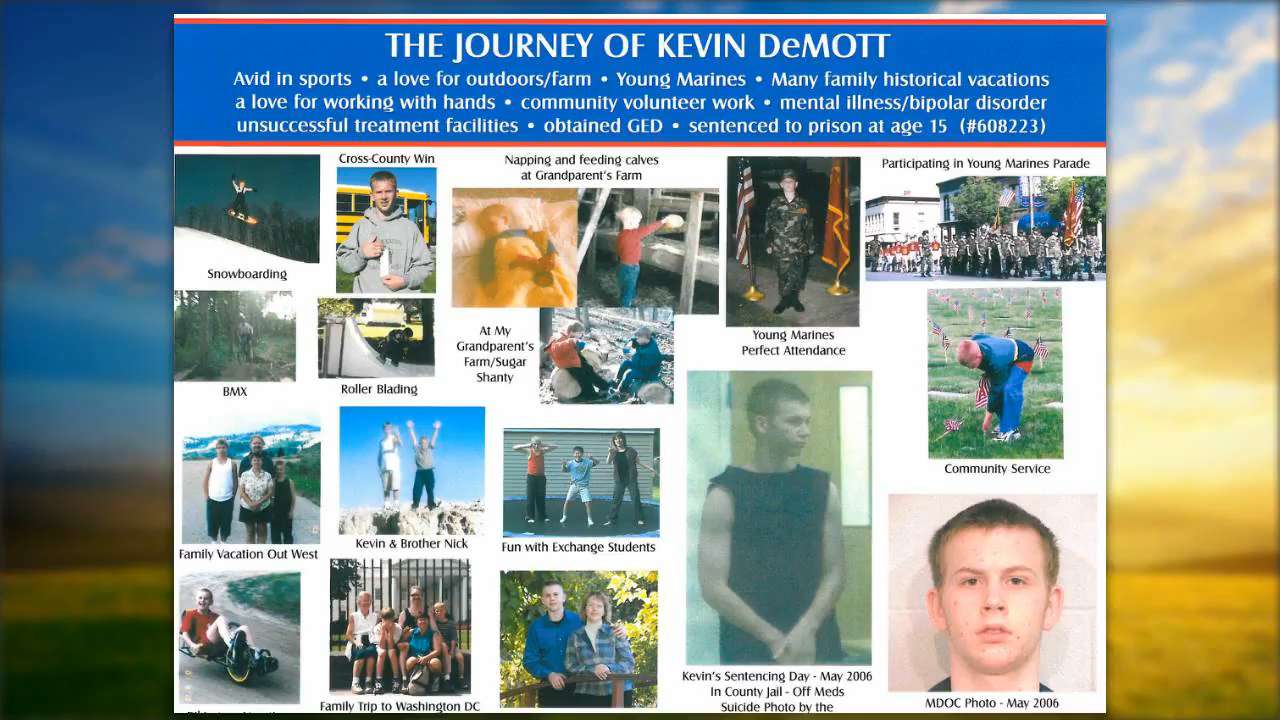 THE JOURNEY OF KEVIN DeMOTT
Avid in sports • a love for outdoors/farm • Young Marines • Many family historical vacations
a love for working with hands • community volunteer work • mental illness/bipolar disorder
unsuccessful treatment facilities • obtained GED • sentenced to prison at age 15 (#608223)
Cross-County Win
Napping and feeding calves
at Grandparent's Farm
Participating in Young Marines Parade
Snowboarding
At My
Grandparent's
Farm/Sugar
Shanty
Young Marines
Perfect Attendance
BMX
Roller Blading
Community Service
Family Vacation Out West
Kevin & Brother Nick
Fun with Exchange Students
Kevin's Sentencing Day - May 2006
In County Jail - Off Meds
Suicide Photo by the
MDOC Photo - May 2006
Family Trip to Washington DC